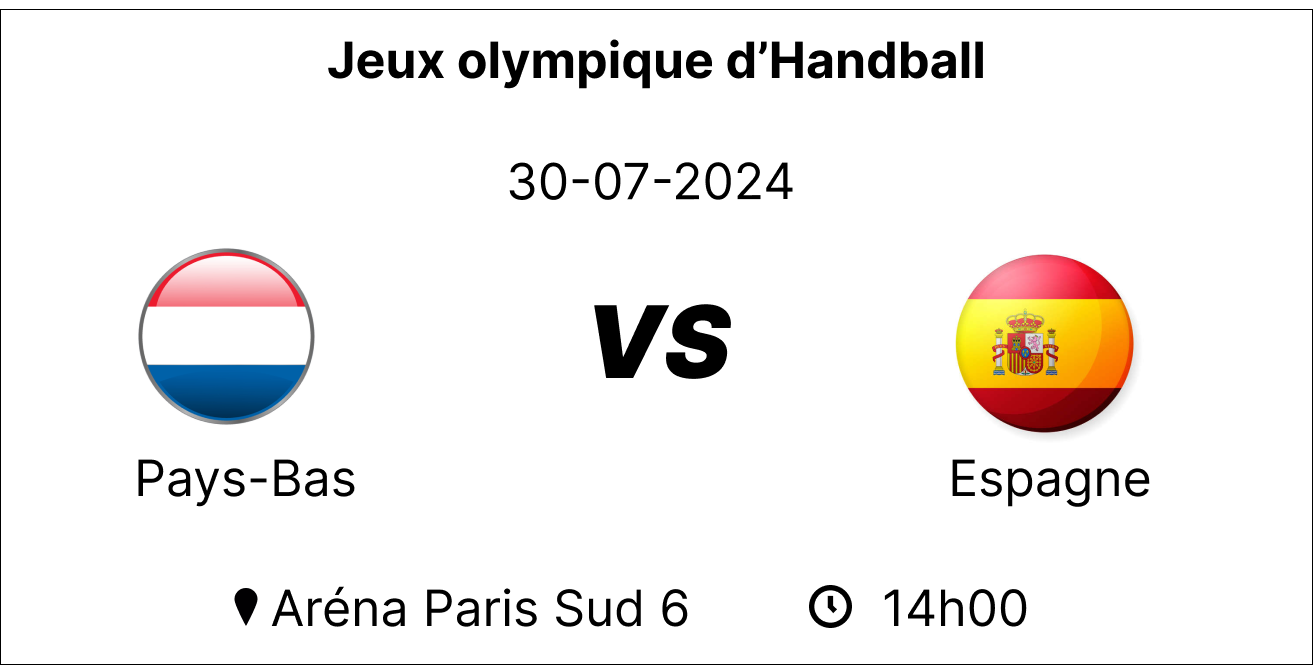 Jeux olympique d’Handball
30-07-2024
VS
Pays-Bas
Espagne
Aréna Paris Sud 6
14h00